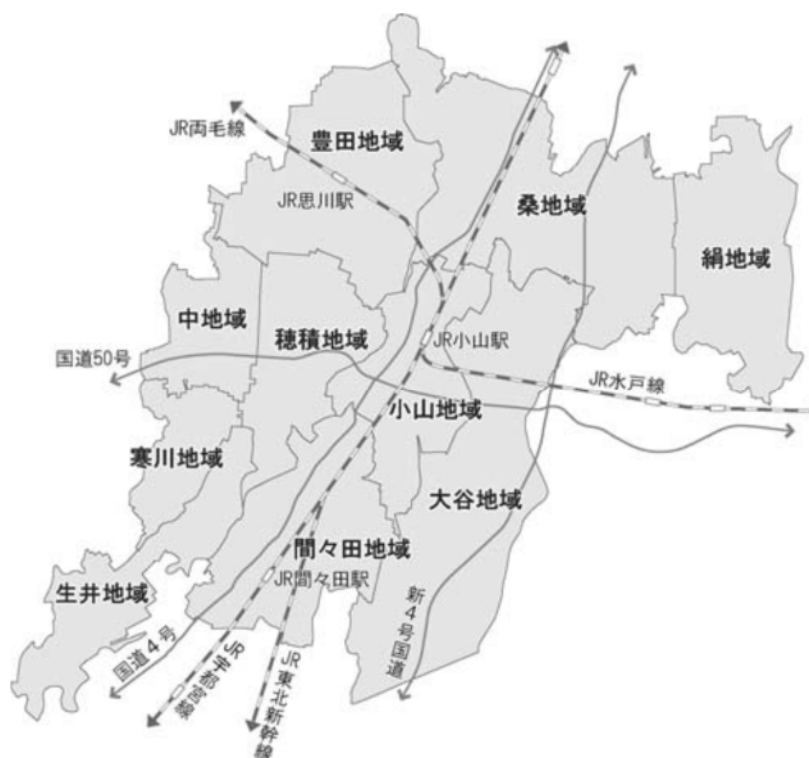 豊田地域
JR両毛線
JR思川駅
桑地域
絹地域
中地域
穂積地域
JR小山駅
国道50号
JR水戸線
小山地域
寒川地域
大谷地域
間々田地域
JR間々田駅
生井地域
新4号国道
国道4号
JR宇都宮線
JR東北新幹線